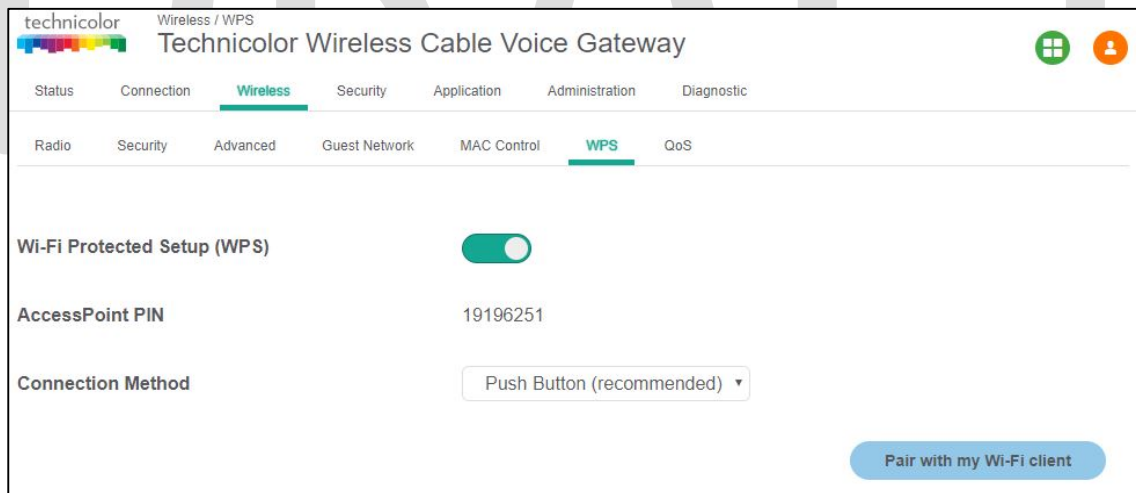 technicolor
Wireless / WPS
Technicolor Wireless Cable Voice Gateway
Status Connection Wireless Security Application Administration Diagnostic
Radio Security Advanced Guest Network MAC Control WPS QoS
Wi-Fi Protected Setup (WPS)
AccessPoint PIN 19196251
Connection Method Push Button (recommended)
Pair with my Wi-Fi client